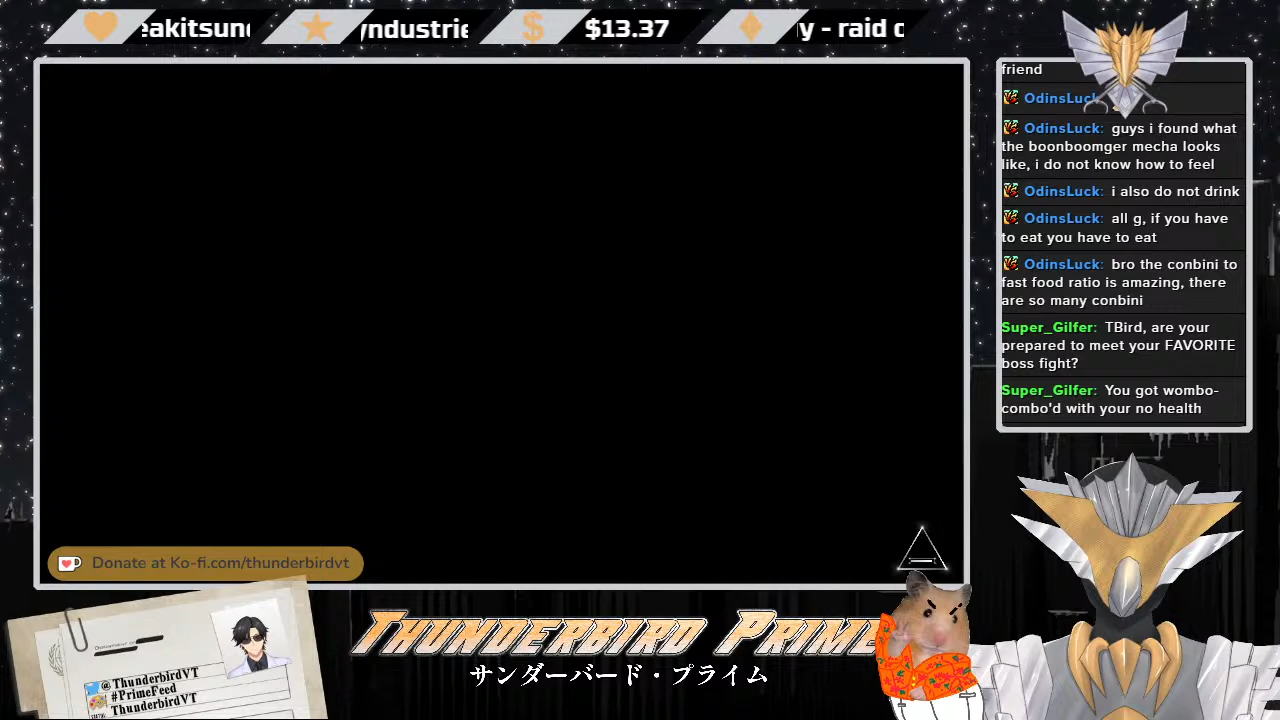 eakitsun
yndustrie
$13.37
y - raid o
friend
OdinsLuck
OdinsLuck: guys i found what
the boonboomger mecha looks
like, i do not know how to feel
OdinsLuck: i also do not drink
OdinsLuck: all g, if you have
to eat you have to eat
OdinsLuck: bro the conbini to
fast food ratio is amazing, there
are so many conbini
Super_Gilfer: TBird, are your
prepared to meet your FAVORITE
boss fight?
Super_Gilfer: You got wombo-
combo'd with your no health
Donate at Ko-fi.com/thunderbirdvt
@ThunderbirdVT
#PrimeFeed
ThunderbirdVT
THUNDERBIRD PRIME
サンダーバード・プライム